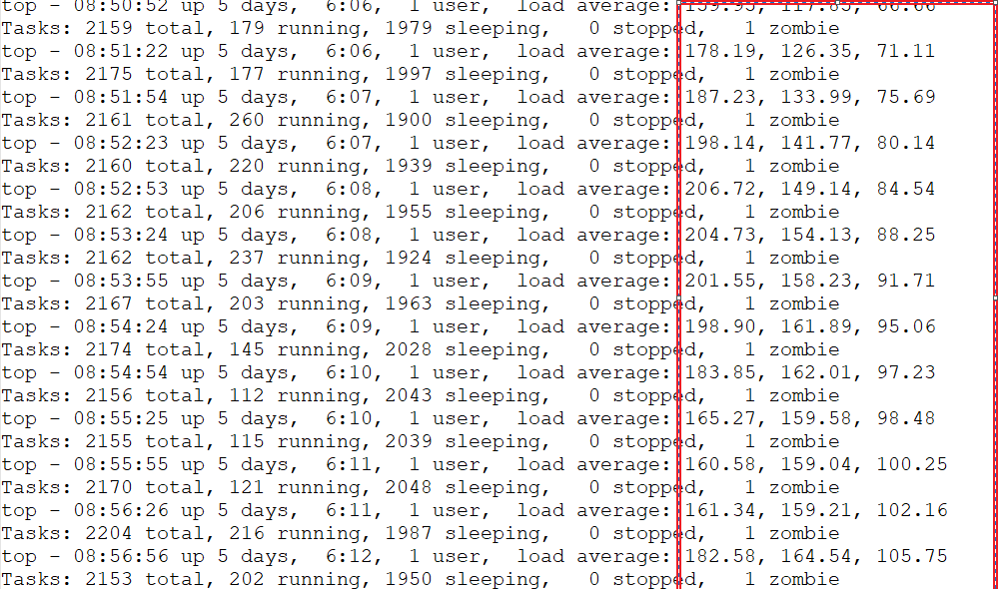 top - 08:50:52 up 5 days,  6:06,  1 user,  load average: 159.95, 117.85, 66.66
Tasks: 2159 total, 179 running, 1979 sleeping,   0 stopped,   1 zombie
top - 08:51:22 up 5 days,  6:06,  1 user,  load average: 178.19, 126.35, 71.11
Tasks: 2175 total, 177 running, 1997 sleeping,   0 stopped,   1 zombie
top - 08:51:54 up 5 days,  6:07,  1 user,  load average: 187.23, 133.99, 75.69
Tasks: 2161 total, 260 running, 1900 sleeping,   0 stopped,   1 zombie
top - 08:52:23 up 5 days,  6:07,  1 user,  load average: 198.14, 141.77, 80.14
Tasks: 2160 total, 220 running, 1939 sleeping,   0 stopped,   1 zombie
top - 08:52:53 up 5 days,  6:08,  1 user,  load average: 206.72, 149.14, 84.54
Tasks: 2162 total, 206 running, 1955 sleeping,   0 stopped,   1 zombie
top - 08:53:24 up 5 days,  6:08,  1 user,  load average: 204.73, 154.13, 88.25
Tasks: 2162 total, 237 running, 1924 sleeping,   0 stopped,   1 zombie
top - 08:53:55 up 5 days,  6:09,  1 user,  load average: 201.55, 158.23, 91.71
Tasks: 2167 total, 203 running, 1963 sleeping,   0 stopped,   1 zombie
top - 08:54:24 up 5 days,  6:09,  1 user,  load average: 198.90, 161.89, 95.06
Tasks: 2174 total, 145 running, 2028 sleeping,   0 stopped,   1 zombie
top - 08:54:54 up 5 days,  6:10,  1 user,  load average: 183.85, 162.01, 97.23
Tasks: 2156 total, 112 running, 2043 sleeping,   0 stopped,   1 zombie
top - 08:55:25 up 5 days,  6:10,  1 user,  load average: 165.27, 159.58, 98.48
Tasks: 2155 total, 115 running, 2039 sleeping,   0 stopped,   1 zombie
top - 08:55:55 up 5 days,  6:11,  1 user,  load average: 160.58, 159.04, 100.25
Tasks: 2170 total, 121 running, 2048 sleeping,   0 stopped,   1 zombie
top - 08:56:26 up 5 days,  6:11,  1 user,  load average: 161.34, 159.21, 102.16
Tasks: 2204 total, 216 running, 1987 sleeping,   0 stopped,   1 zombie
top - 08:56:56 up 5 days,  6:12,  1 user,  load average: 182.58, 164.54, 105.75
Tasks: 2153 total, 202 running, 1950 sleeping,   0 stopped,   1 zombie